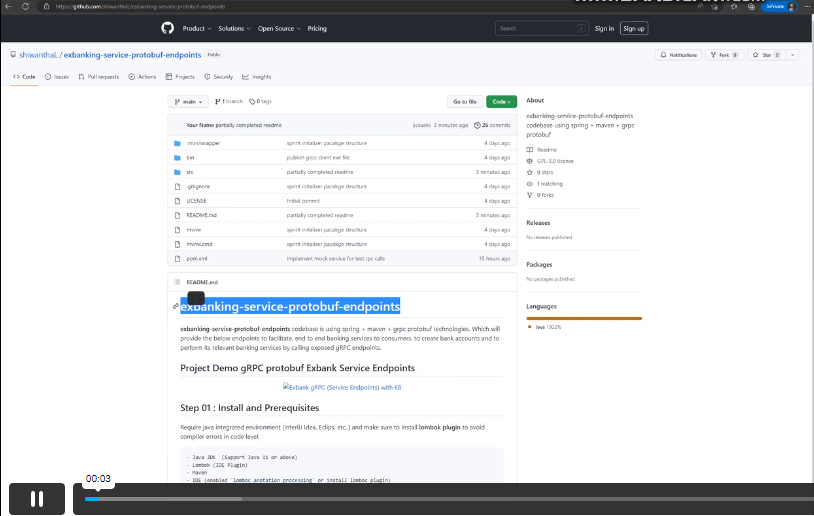 https://github.com/shiwanthaL/exbanking-service-protobuf-endpoints
InPrivate
Product Solutions Open Source Pricing
Search /
Sign in Sign up
shiwanthaL / exbanking-service-protobuf-endpoints Public
Notifications Fork 0 Star 0
Code Issues Pull requests Actions Projects Security Insights
main 1 branch 0 tags
Go to file Code
Your Name partially completed readme 3 minutes ago 26 commits
.mvn/wrapper sprint initalizer pacakge structure 4 days ago
bin publish grpc client exe file 4 days ago
src partially completed readme 3 minutes ago
.gitignore sprint initalizer pacakge structure 4 days ago
LICENSE Initial commit 4 days ago
README.md partially completed readme 3 minutes ago
mvnw sprint initalizer pacakge structure 4 days ago
mvnw.cmd sprint initalizer pacakge structure 4 days ago
pom.xml implement mock service for test rpc calls 15 hours ago
About
exbanking-service-protobuf-endpoints
codebase using spring + maven + grpc
protobuf
Readme
GPL-3.0 license
0 stars
1 watching
0 forks
Releases
No releases published
Packages
No packages published
Languages
Java 100.0%
README.md
exbanking-service-protobuf-endpoints
exbanking-service-protobuf-endpoints codebase is using spring + maven + grpc protobuf technologies. Which will
provide the below endpoints to facilitate, end to end banking services to consumers, to create bank accounts and to
perform its relevant banking services by calling exposed gRPC endpoints.
Project Demo gRPC protobuf Exbank Service Endpoints
Exbank gRPC (Service Endpoints) with K6
Step 01 : Install and Prerequisites
Require java integrated environment (Interlij Idea, Eclips, etc..) and make sure to install lombok plugin to avoid
compiler errors in code level.
- Java JDK (Support Java 11 or above)
- Lombok (IDE Plugin)
- Maven
- IDE (enabled `lomboc anotation processing` or install lomboc plugin)
00:03